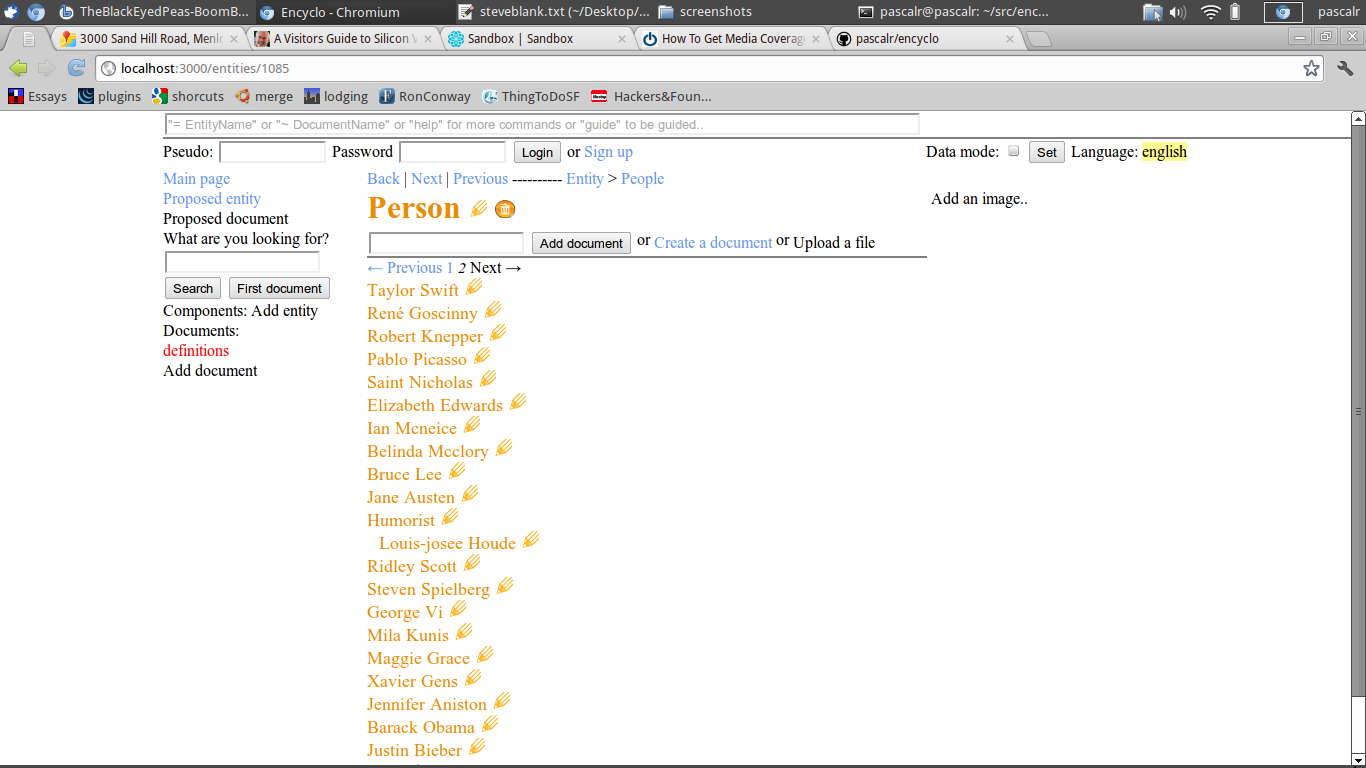 TheBlackEyedPeas-BoomB...
Encyclo - Chromium
steveblank.txt (~/Desktop/...
screenshots
pascalr@pascalr: ~/src/enc...
pascalr
3000 Sand Hill Road, Menlo
A Visitors Guide to Silicon V
Sandbox | Sandbox
How To Get Media Coverage
pascalr/encyclo
localhost:3000/entities/1085
Essays
plugins
shorcuts
merge
lodging
RonConway
ThingToDoSF
Hackers&Foun...
"= EntityName" or "~ DocumentName" or "help" for more commands or "guide" to be guided..
Pseudo: Password Login or Sign up
Data mode: Set Language: english
Main page
Proposed entity
Proposed document
What are you looking for?
Search First document
Components: Add entity
Documents:
definitions
Add document
Back | Next | Previous ---------- Entity > People
Person
Add document or Create a document or Upload a file
← Previous 1 2 Next →
Taylor Swift
René Goscinny
Robert Knepper
Pablo Picasso
Saint Nicholas
Elizabeth Edwards
Ian Mcneice
Belinda Mcclory
Bruce Lee
Jane Austen
Humorist
Louis-josee Houde
Ridley Scott
Steven Spielberg
George Vi
Mila Kunis
Maggie Grace
Xavier Gens
Jennifer Aniston
Barack Obama
Justin Bieber
Add an image..